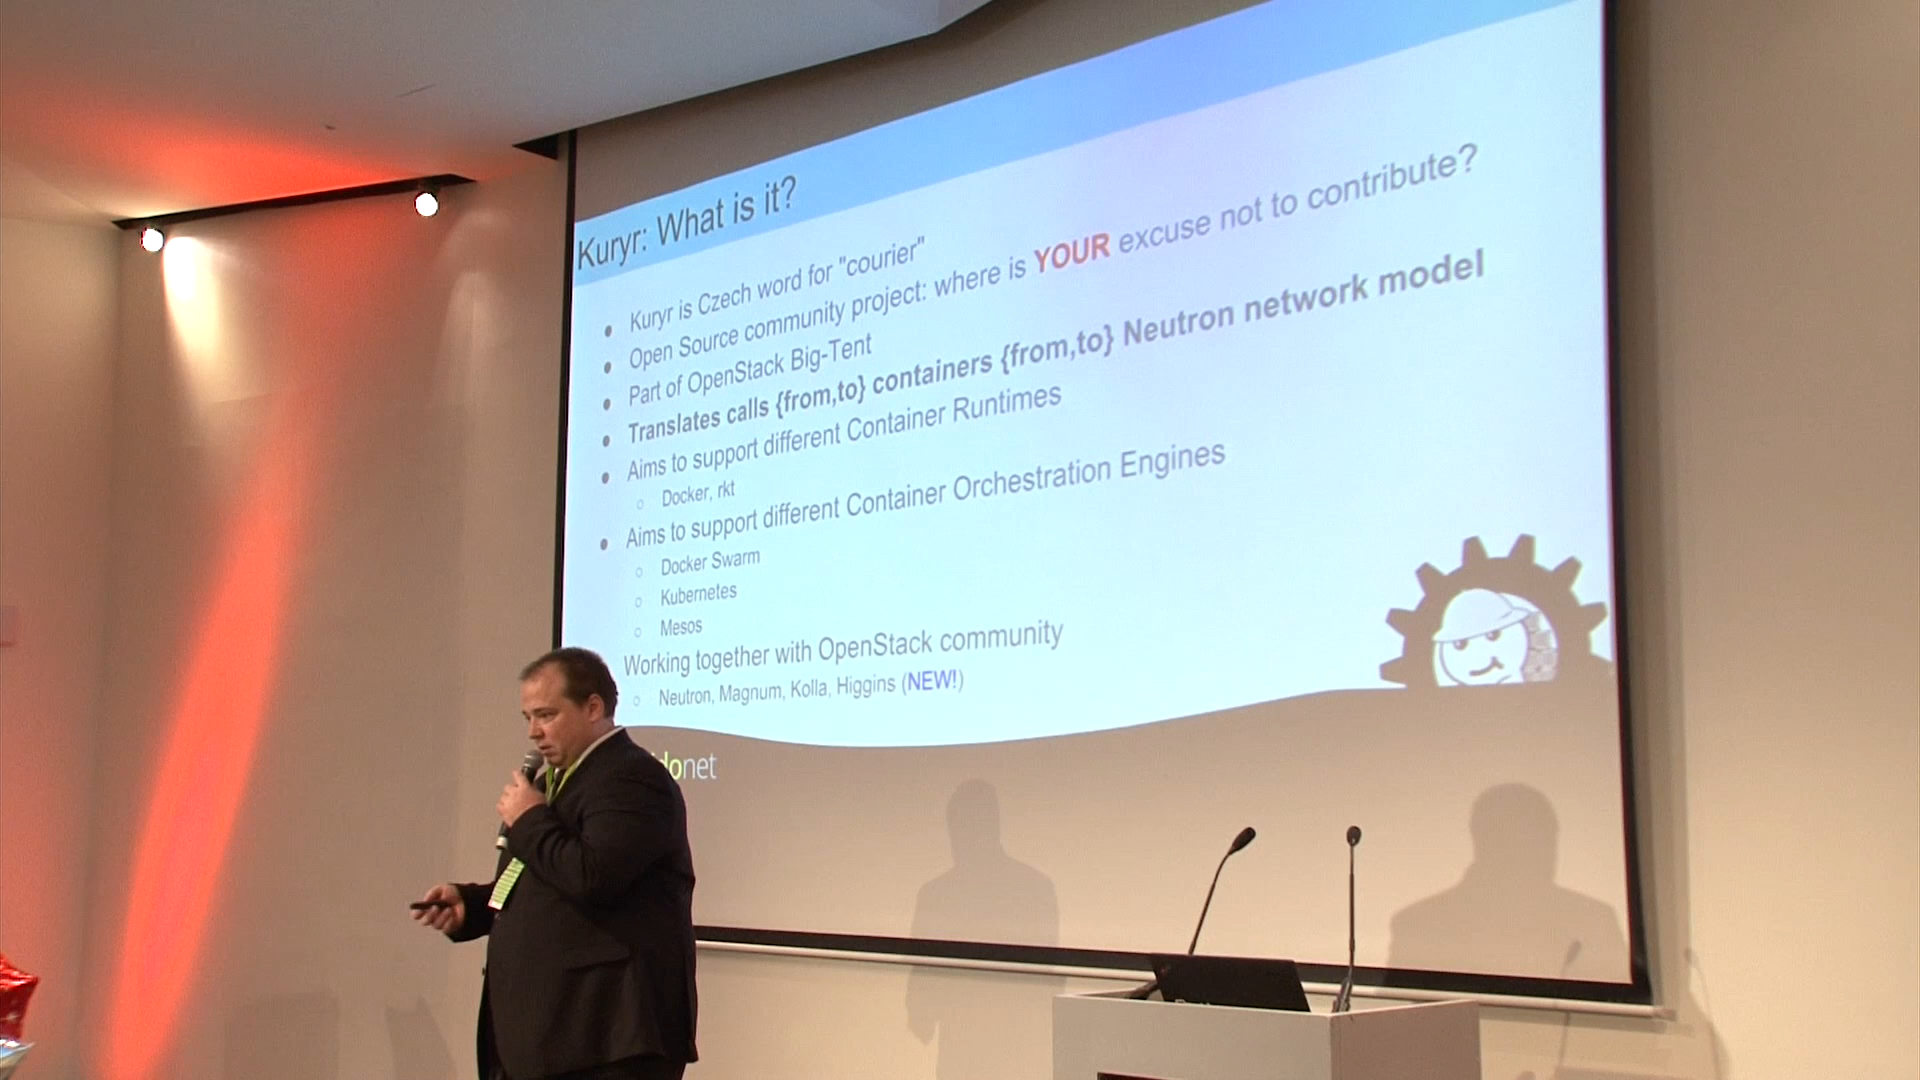 Kuryr: What is it?
Kuryr is Czech word for "courier"
Open Source community project: where is YOUR excuse not to contribute?
Part of OpenStack Big-Tent
Translates calls {from,to} containers {from,to} Neutron network model
Aims to support different Container Runtimes
Docker, rkt
Aims to support different Container Orchestration Engines
Docker Swarm
Kubernetes
Mesos
Working together with OpenStack community
Neutron, Magnum, Kolla, Higgins (NEW!)
donet